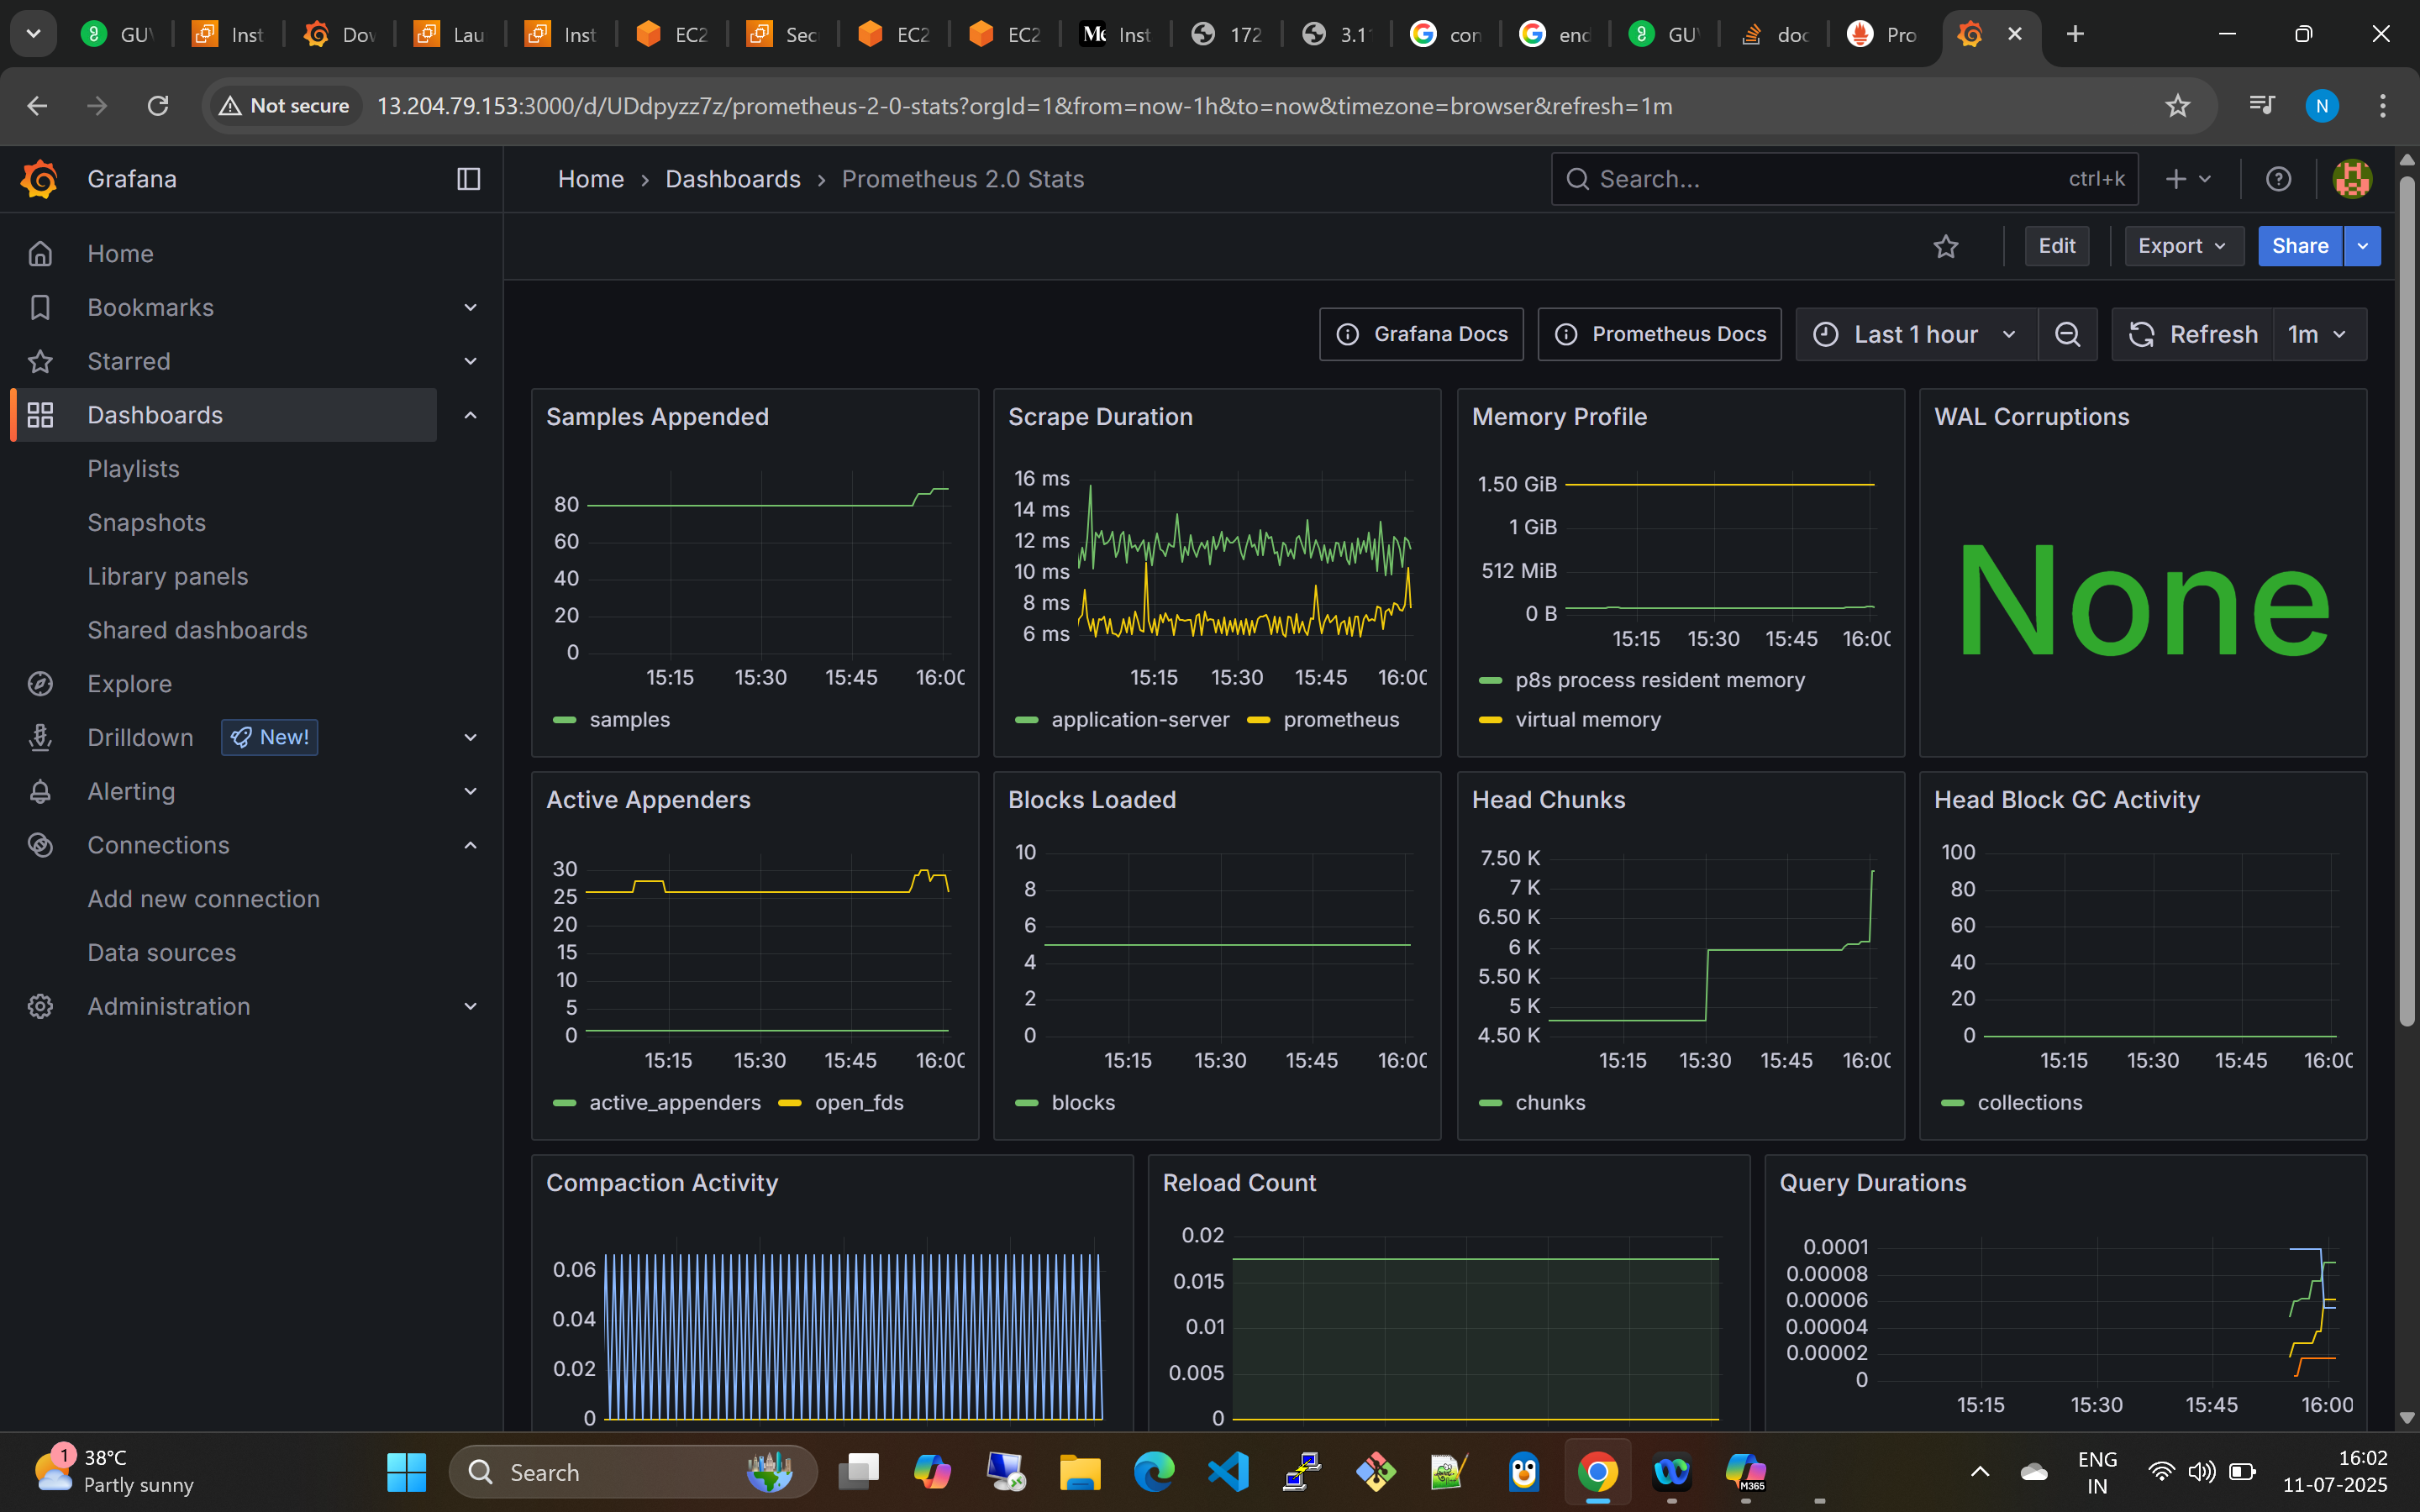 GU
Inst
Dov
Lau
Inst
EC2
Sec
EC2
EC2
Inst
172
3.1
con
end
GU
doc
Pro
Not secure
13.204.79.153:3000/d/UDdpyzz7z/prometheus-2-0-stats?orgId=1&from=now-1h&to=now&timezone=browser&refresh=1m
N
Grafana
Home › Dashboards › Prometheus 2.0 Stats
Search...
ctrl+k
Edit
Export
Share
Home
Bookmarks
Starred
Dashboards
Playlists
Snapshots
Library panels
Shared dashboards
Explore
Drilldown
New!
Alerting
Connections
Add new connection
Data sources
Administration
Grafana Docs
Prometheus Docs
Last 1 hour
Refresh
1m
Samples Appended
80
60
40
20
0
15:15 15:30 15:45 16:00
samples
Scrape Duration
16 ms
14 ms
12 ms
10 ms
8 ms
6 ms
15:15 15:30 15:45 16:00
application-server prometheus
Memory Profile
1.50 GiB
1 GiB
512 MiB
0 B
15:15 15:30 15:45 16:00
p8s process resident memory
virtual memory
WAL Corruptions
None
Active Appenders
30
25
20
15
10
5
0
15:15 15:30 15:45 16:00
active_appenders open_fds
Blocks Loaded
10
8
6
4
2
0
15:15 15:30 15:45 16:00
blocks
Head Chunks
7.50 K
7 K
6.50 K
6 K
5.50 K
5 K
4.50 K
15:15 15:30 15:45 16:00
chunks
Head Block GC Activity
100
80
60
40
20
0
15:15 15:30 15:45 16:00
collections
Compaction Activity
0.06
0.04
0.02
0
Reload Count
0.02
0.015
0.01
0.005
0
Query Durations
0.0001
0.00008
0.00006
0.00004
0.00002
0
15:15 15:30 15:45 16:00
1
38°C
Partly sunny
Search
M365
ENG
IN
16:02
11-07-2025